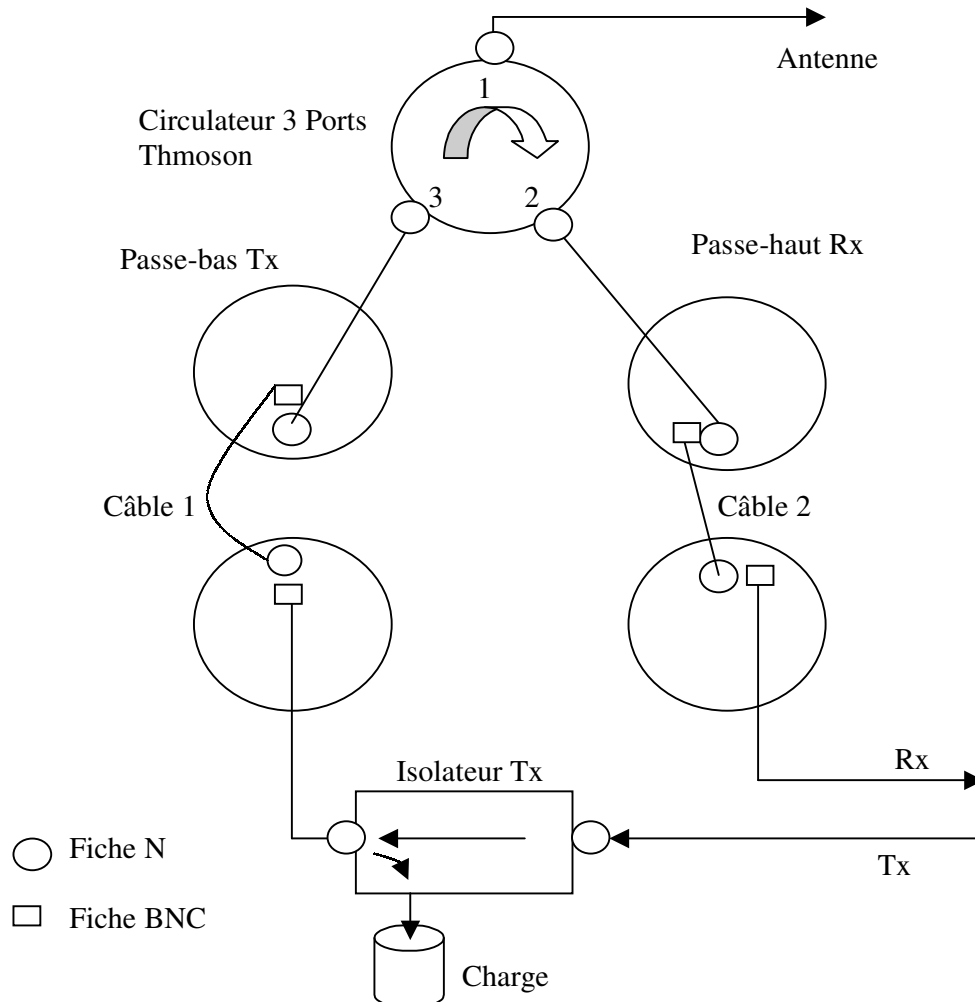 Antenne
1
Circulateur 3 Ports
Thmoson
3
2
Passe-bas Tx
Passe-haut Rx
Câble 1
Câble 2
Rx
Isolateur Tx
Fiche N
Tx
Fiche BNC
Charge